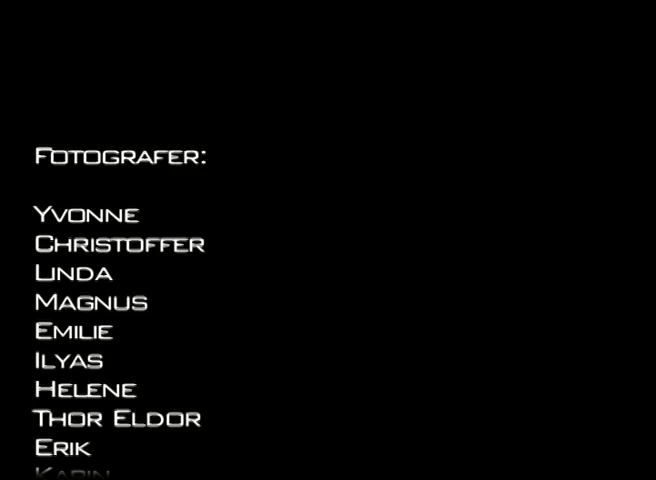 Fotografer:
Yvonne
Christoffer
Linda
Magnus
Emilie
Ilyas
Helene
Thor Eldor
Erik